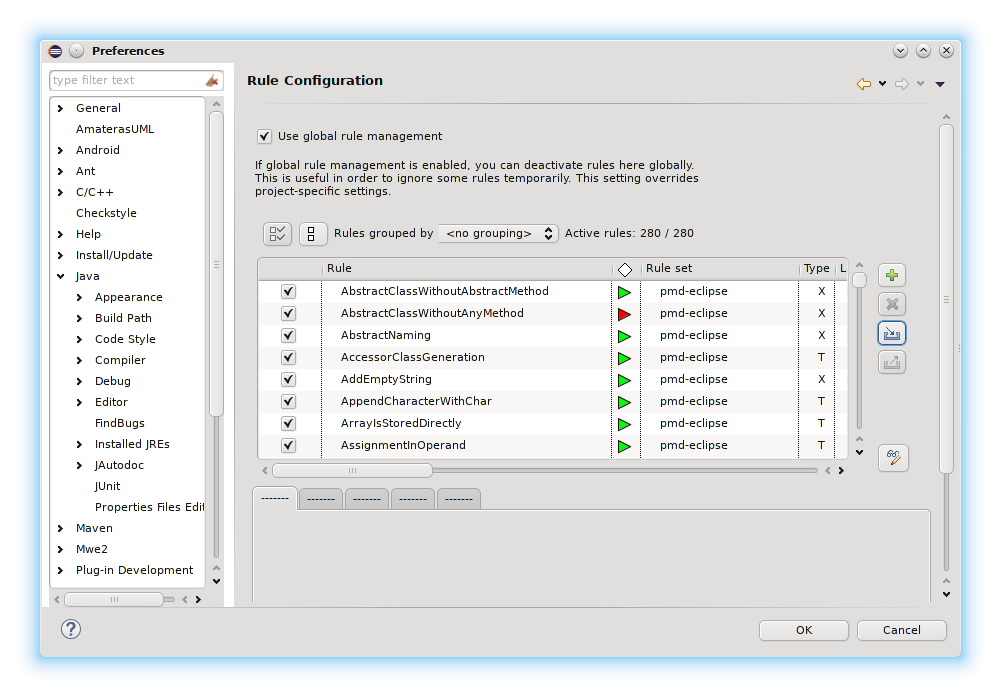 Preferences
type filter text
General
AmaterasUML
Android
Ant
C/C++
Checkstyle
Help
Install/Update
Java
Appearance
Build Path
Code Style
Compiler
Debug
Editor
FindBugs
Installed JREs
JAutodoc
JUnit
Properties Files Edit
Maven
Mwe2
Plug-in Development
Rule Configuration
Use global rule management
If global rule management is enabled, you can deactivate rules here globally.
This is useful in order to ignore some rules temporarily. This setting overrides
project-specific settings.
Rules grouped by <no grouping> Active rules: 280 / 280
Rule Rule set Type L
AbstractClassWithoutAbstractMethod pmd-eclipse X
AbstractClassWithoutAnyMethod pmd-eclipse X
AbstractNaming pmd-eclipse X
AccessorClassGeneration pmd-eclipse T
AddEmptyString pmd-eclipse X
AppendCharacterWithChar pmd-eclipse T
ArrayIsStoredDirectly pmd-eclipse T
AssignmentInOperand pmd-eclipse T
------- ------- ------- ------- -------
? OK Cancel